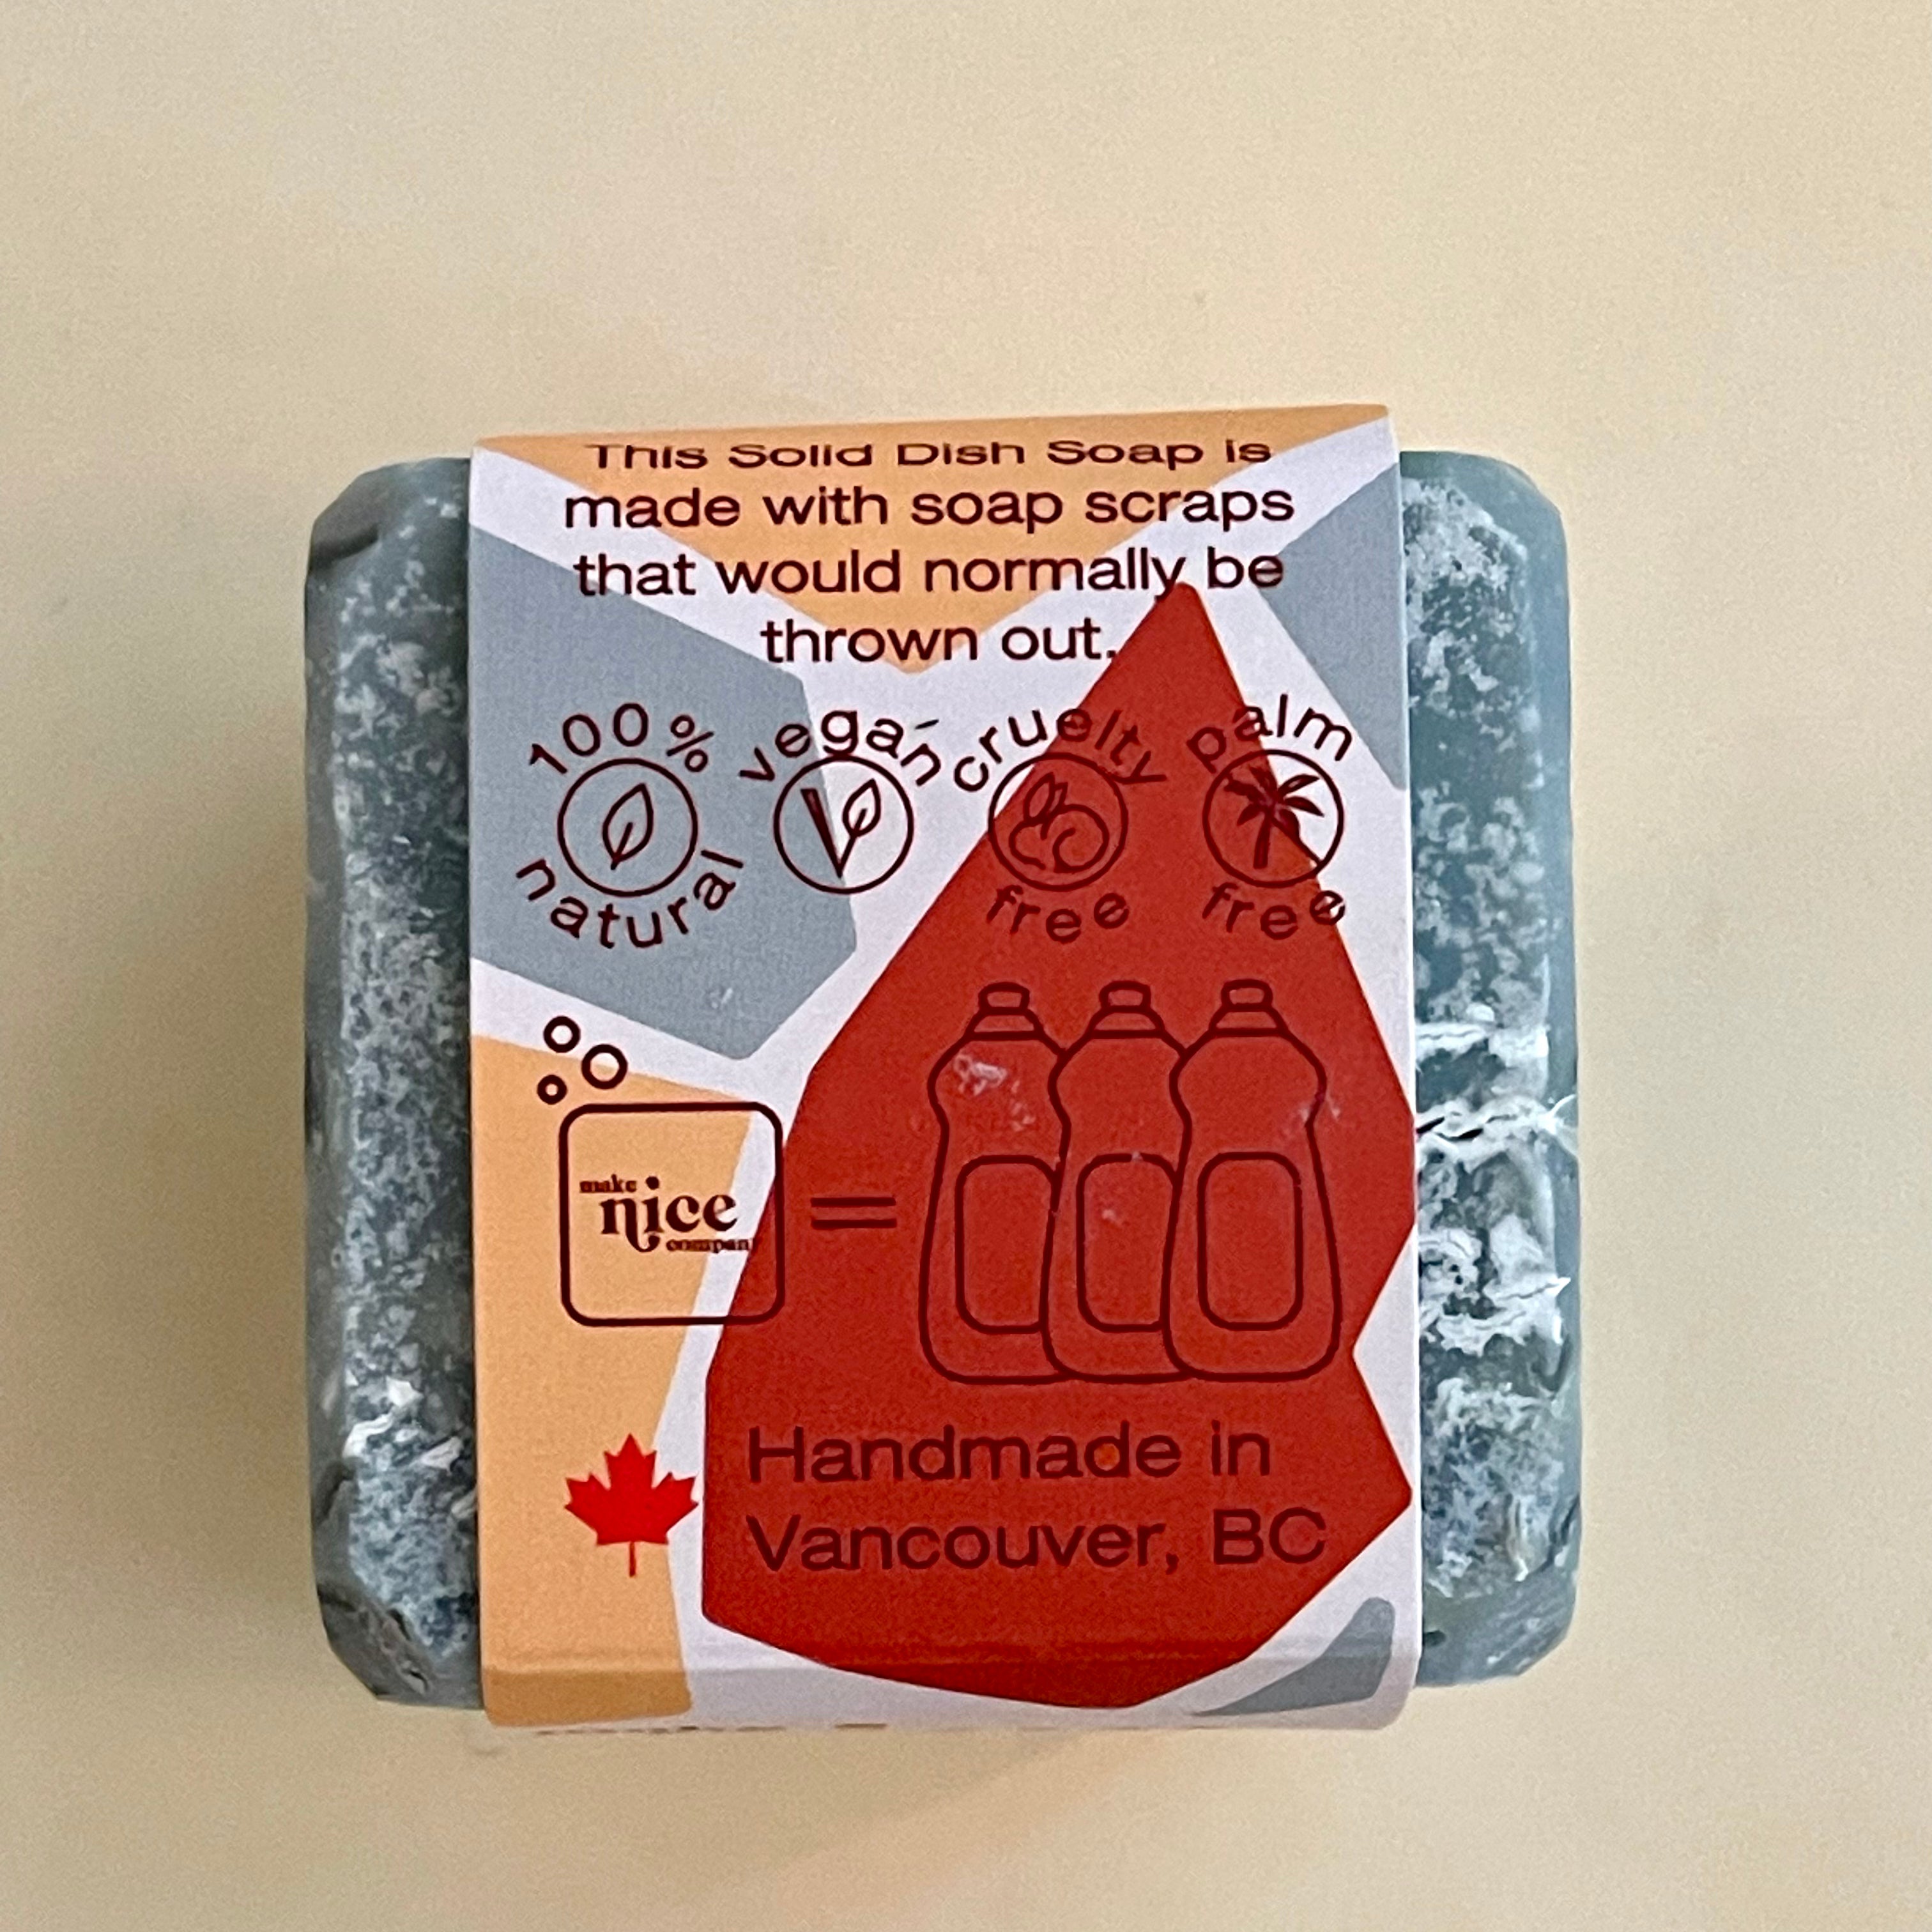 This Solid Dish Soap is
made with soap scraps
that would normally be
thrown out.
100%
natural
vegan
cruelty
free
palm
free
make
nice
compan
=
Handmade in
Vancouver, BC